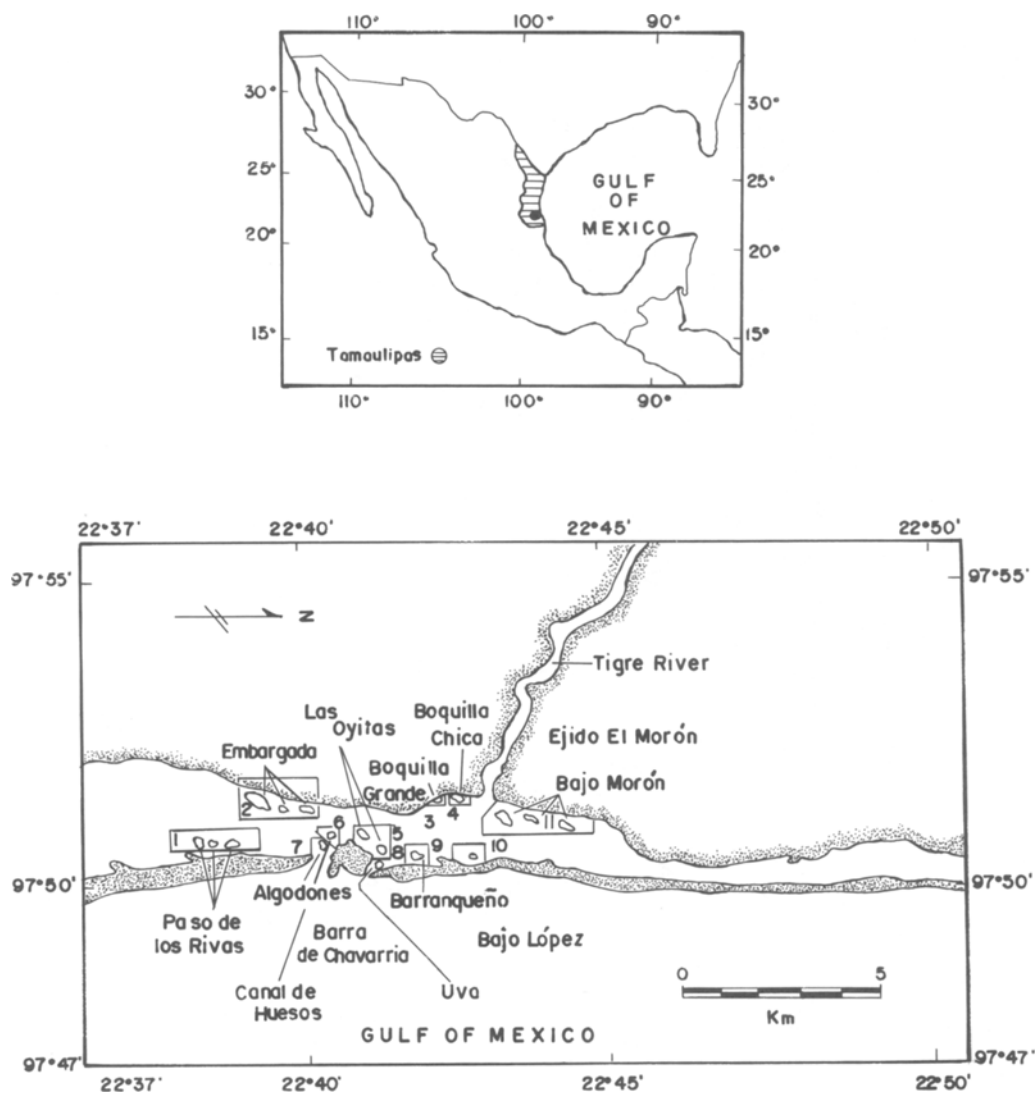 110° 100° 90°
30° 30°
25° 25°
GULF
OF
MEXICO
20° 20°
15° 15°
Tamaulipas
110° 100° 90°
22°37' 22°40' 22°45' 22°50'
97°55' 97°55'
N
Tigre River
Las
Oyitas
Boquilla
Chica
Ejido El Morón
Embargada
Boquilla
Grande
Bajo Morón
2
3 4
1
6
5
7
8
9
10
11
97°50' 97°50'
Algodones
Barranqueño
Paso de
los Rivas
Barra
de Chavarria
Bajo López
Canal de
Huesos
Uva
0 5
Km
GULF OF MEXICO
97°47' 97°47'
22°37' 22°40' 22°45' 22°50'